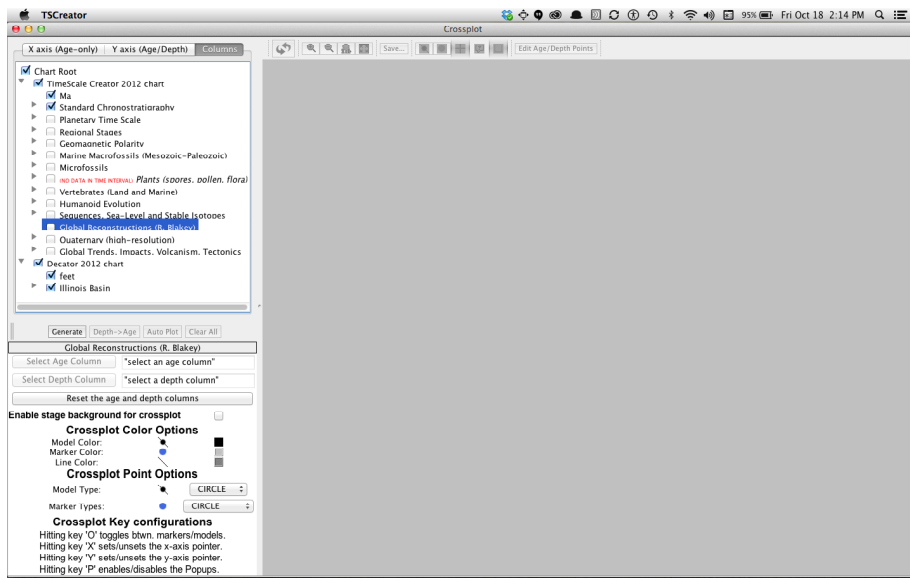 TSCreator
95%
Fri Oct 18 2:14 PM
Crossplot
X axis (Age-only) Y axis (Age/Depth) Columns
Save...
Edit Age/Depth Points
Chart Root
TimeScale Creator 2012 chart
Ma
Standard Chronostratigraphy
Planetary Time Scale
Regional Stages
Geomagnetic Polarity
Marine Macrofossils (Mesozoic-Paleozoic)
Microfossils
(NO DATA IN TIME INTERVAL) Plants (spores, pollen, flora)
Vertebrates (Land and Marine)
Humanoid Evolution
Sequences, Sea-Level and Stable Isotopes
Global Reconstructions (R. Blakey)
Quaternary (high-resolution)
Global Trends, Impacts, Volcanism, Tectonics
Decator 2012 chart
feet
Illinois Basin
Generate Depth->Age Auto Plot Clear All
Global Reconstructions (R. Blakey)
Select Age Column "select an age column"
Select Depth Column "select a depth column"
Reset the age and depth columns
Enable stage background for crossplot
Crossplot Color Options
Model Color:
Marker Color:
Line Color:
Crossplot Point Options
Model Type: CIRCLE
Marker Types: CIRCLE
Crossplot Key configurations
Hitting key 'O' toggles btwn. markers/models.
Hitting key 'X' sets/unsets the x-axis pointer.
Hitting key 'Y' sets/unsets the y-axis pointer.
Hitting key 'P' enables/disables the Popups.